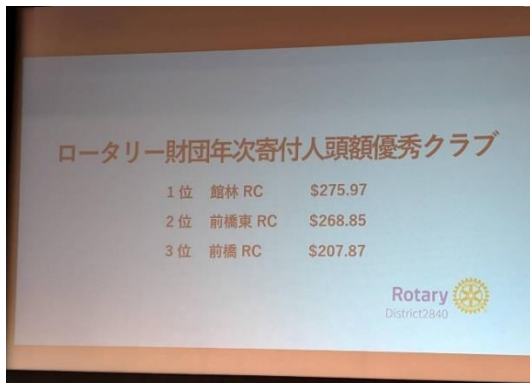 ロータリー財団年次寄付人頭額優秀クラブ
1位 館林 RC $275.97
2位 前橋東 RC $268.85
3位 前橋 RC $207.87
Rotary
District2840